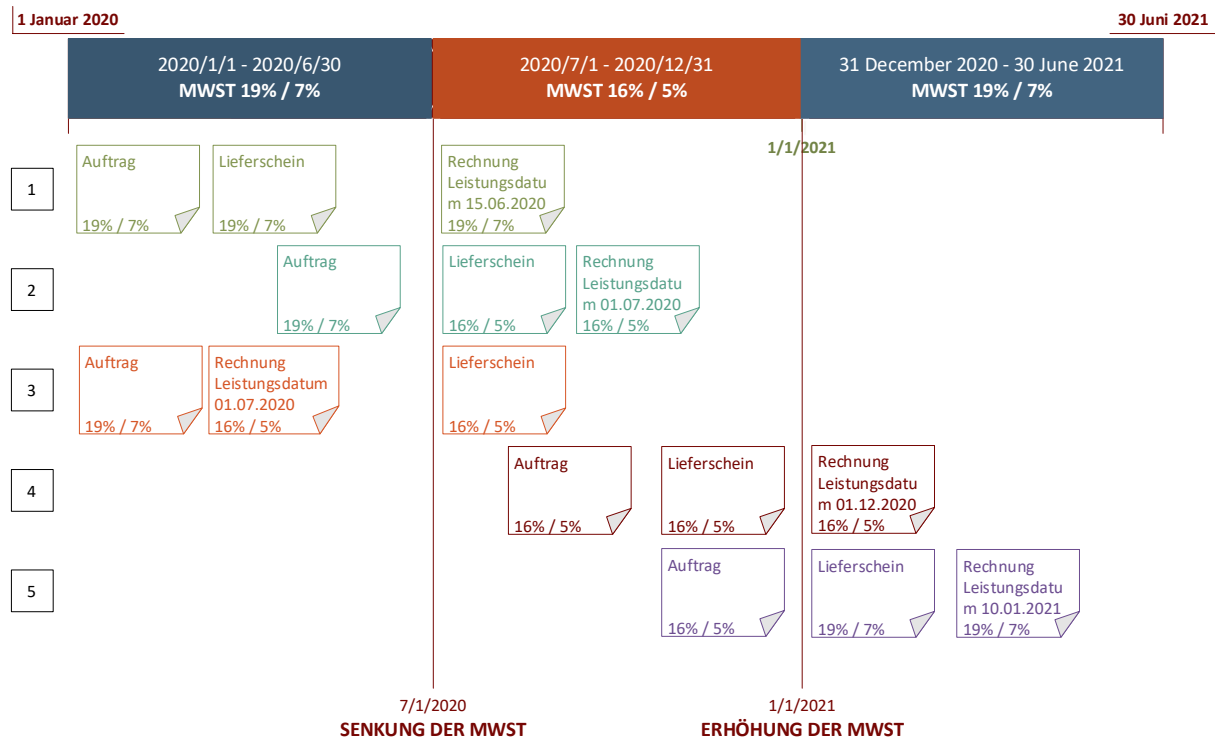 1 Januar 2020
30 Juni 2021
2020/1/1 - 2020/6/30
MWST 19% / 7%
2020/7/1 - 2020/12/31
MWST 16% / 5%
31 December 2020 - 30 June 2021
MWST 19% / 7%
1/1/2021
1
Auftrag
19% / 7%
Lieferschein
19% / 7%
Rechnung
Leistungsdatu
m 15.06.2020
19% / 7%
2
Auftrag
19% / 7%
Lieferschein
16% / 5%
Rechnung
Leistungsdatu
m 01.07.2020
16% / 5%
3
Auftrag
19% / 7%
Rechnung
Leistungsdatum
01.07.2020
16% / 5%
Lieferschein
16% / 5%
4
Auftrag
16% / 5%
Lieferschein
16% / 5%
Rechnung
Leistungsdatu
m 01.12.2020
16% / 5%
5
Auftrag
16% / 5%
Lieferschein
19% / 7%
Rechnung
Leistungsdatu
m 10.01.2021
19% / 7%
7/1/2020
SENKUNG DER MWST
1/1/2021
ERHÖHUNG DER MWST